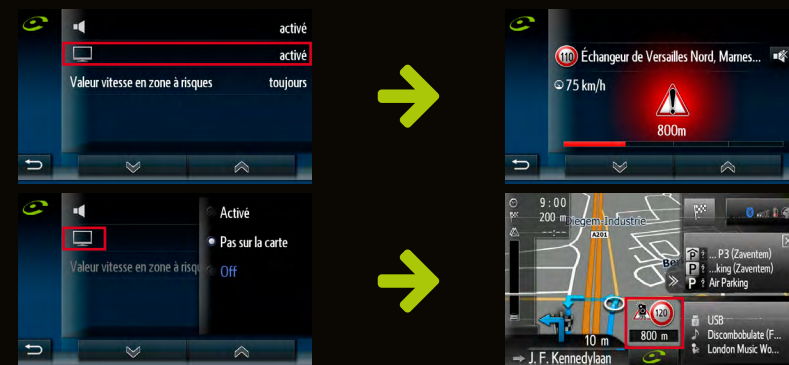 activé
activé
Valeur vitesse en zone à risques toujours
110 Échangeur de Versailles Nord, Marnes...
75 km/h
800m
Activé
Pas sur la carte
Valeur vitesse en zone à risq
Off
9:00
200 m
Diegem-Industrie
A201
Ber
... P3 (Zaventem)
P ? ...king (Zaventem)
P ? Air Parking
120
800 m
10 m
J. F. Kennedylaan
USB
Discombobulate (F...
London Music Wo...